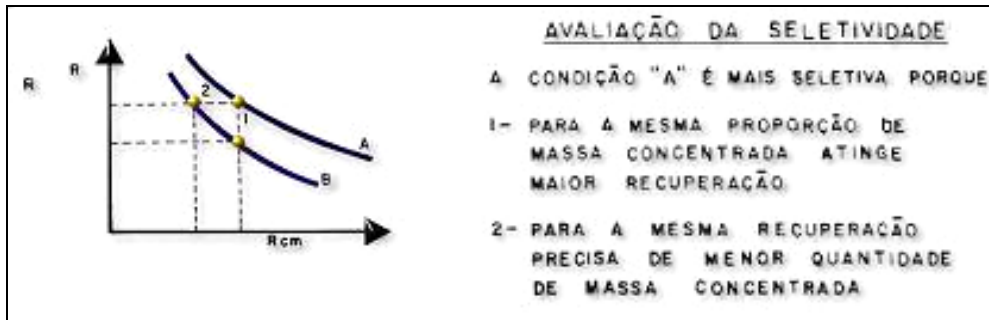 R
R
2
1
A
B
Rcm
AVALIAÇÃO DA SELETIVIDADE
A CONDIÇÃO "A" É MAIS SELETIVA PORQUE
1- PARA A MESMA PROPORÇÃO DE
MASSA CONCENTRADA ATINGE
MAIOR RECUPERAÇÃO
2- PARA A MESMA RECUPERAÇÃO
PRECISA DE MENOR QUANTIDADE
DE MASSA CONCENTRADA